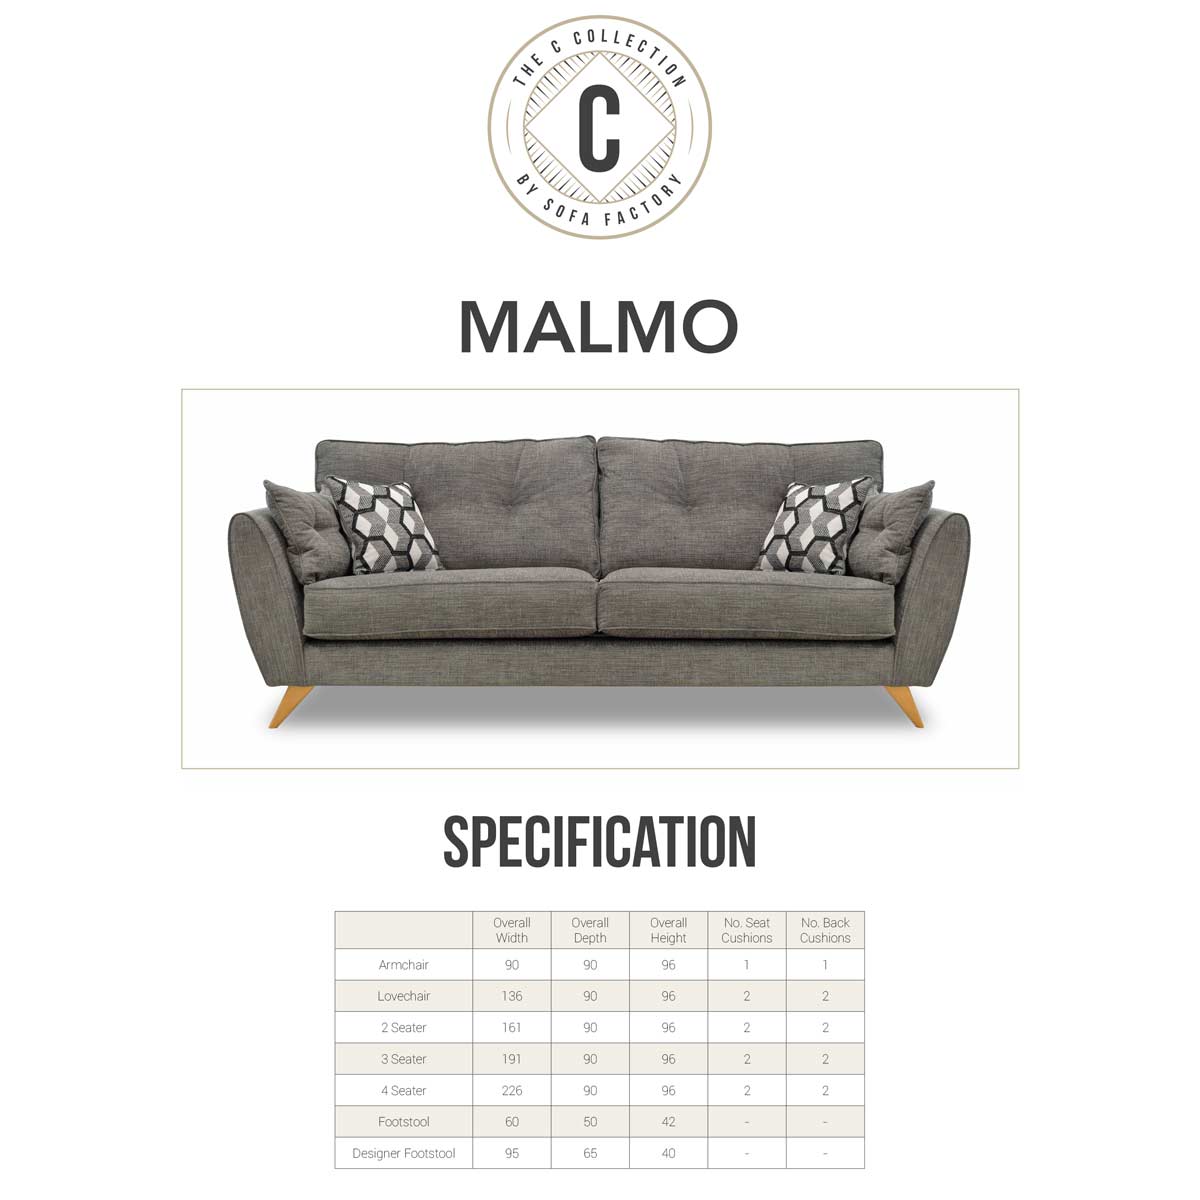 THE C COLLECTION
C
BY SOFA FACTORY
MALMO
SPECIFICATION
Overall Width Overall Depth Overall Height No. Seat Cushions No. Back Cushions
Armchair 90 90 96 1 1
Lovechair 136 90 96 2 2
2 Seater 161 90 96 2 2
3 Seater 191 90 96 2 2
4 Seater 226 90 96 2 2
Footstool 60 50 42 - -
Designer Footstool 95 65 40 - -